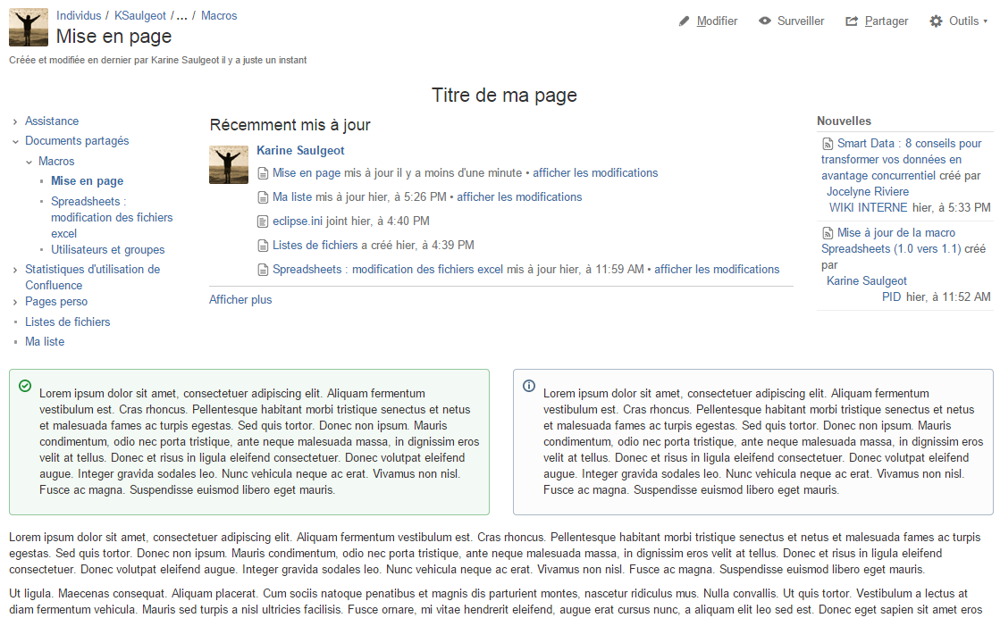 Individus / KSaulgeot / ... / Macros
Mise en page
Modifier Surveiller Partager Outils
Créée et modifiée en dernier par Karine Saulgeot il y a juste un instant
Titre de ma page
Assistance
Documents partagés
Macros
Mise en page
Spreadsheets :
modification des fichiers
excel
Utilisateurs et groupes
Statistiques d'utilisation de
Confluence
Pages perso
Listes de fichiers
Ma liste
Récemment mis à jour
Karine Saulgeot
Mise en page mis à jour il y a moins d'une minute • afficher les modifications
Ma liste mis à jour hier, à 5:26 PM • afficher les modifications
eclipse.ini joint hier, à 4:40 PM
Listes de fichiers a créé hier, à 4:39 PM
Spreadsheets : modification des fichiers excel mis à jour hier, à 11:59 AM • afficher les modifications
Afficher plus
Nouvelles
Smart Data : 8 conseils pour
transformer vos données en
avantage concurrentiel créé par
Jocelyne Riviere
WIKI INTERNE hier, à 5:33 PM
Mise à jour de la macro
Spreadsheets (1.0 vers 1.1) créé
par
Karine Saulgeot
PID hier, à 11:52 AM
Lorem ipsum dolor sit amet, consectetuer adipiscing elit. Aliquam fermentum
vestibulum est. Cras rhoncus. Pellentesque habitant morbi tristique senectus et netus
et malesuada fames ac turpis egestas. Sed quis tortor. Donec non ipsum. Mauris
condimentum, odio nec porta tristique, ante neque malesuada massa, in dignissim eros
velit at tellus. Donec et risus in ligula eleifend consectetuer. Donec volutpat eleifend
augue. Integer gravida sodales leo. Nunc vehicula neque ac erat. Vivamus non nisl.
Fusce ac magna. Suspendisse euismod libero eget mauris.
Lorem ipsum dolor sit amet, consectetuer adipiscing elit. Aliquam fermentum
vestibulum est. Cras rhoncus. Pellentesque habitant morbi tristique senectus et netus
et malesuada fames ac turpis egestas. Sed quis tortor. Donec non ipsum. Mauris
condimentum, odio nec porta tristique, ante neque malesuada massa, in dignissim eros
velit at tellus. Donec et risus in ligula eleifend consectetuer. Donec volutpat eleifend
augue. Integer gravida sodales leo. Nunc vehicula neque ac erat. Vivamus non nisl.
Fusce ac magna. Suspendisse euismod libero eget mauris.
Lorem ipsum dolor sit amet, consectetuer adipiscing elit. Aliquam fermentum vestibulum est. Cras rhoncus. Pellentesque habitant morbi tristique senectus et netus et malesuada fames ac turpis
egestas. Sed quis tortor. Donec non ipsum. Mauris condimentum, odio nec porta tristique, ante neque malesuada massa, in dignissim eros velit at tellus. Donec et risus in ligula eleifend
consectetuer. Donec volutpat eleifend augue. Integer gravida sodales leo. Nunc vehicula neque ac erat. Vivamus non nisl. Fusce ac magna. Suspendisse euismod libero eget mauris.
Ut ligula. Maecenas consequat. Aliquam placerat. Cum sociis natoque penatibus et magnis dis parturient montes, nascetur ridiculus mus. Nulla convallis. Ut quis tortor. Vestibulum a lectus at
diam fermentum vehicula. Mauris sed turpis a nisl ultricies facilisis. Fusce ornare, mi vitae hendrerit eleifend, augue erat cursus nunc, a aliquam elit leo sed est. Donec eget sapien sit amet eros